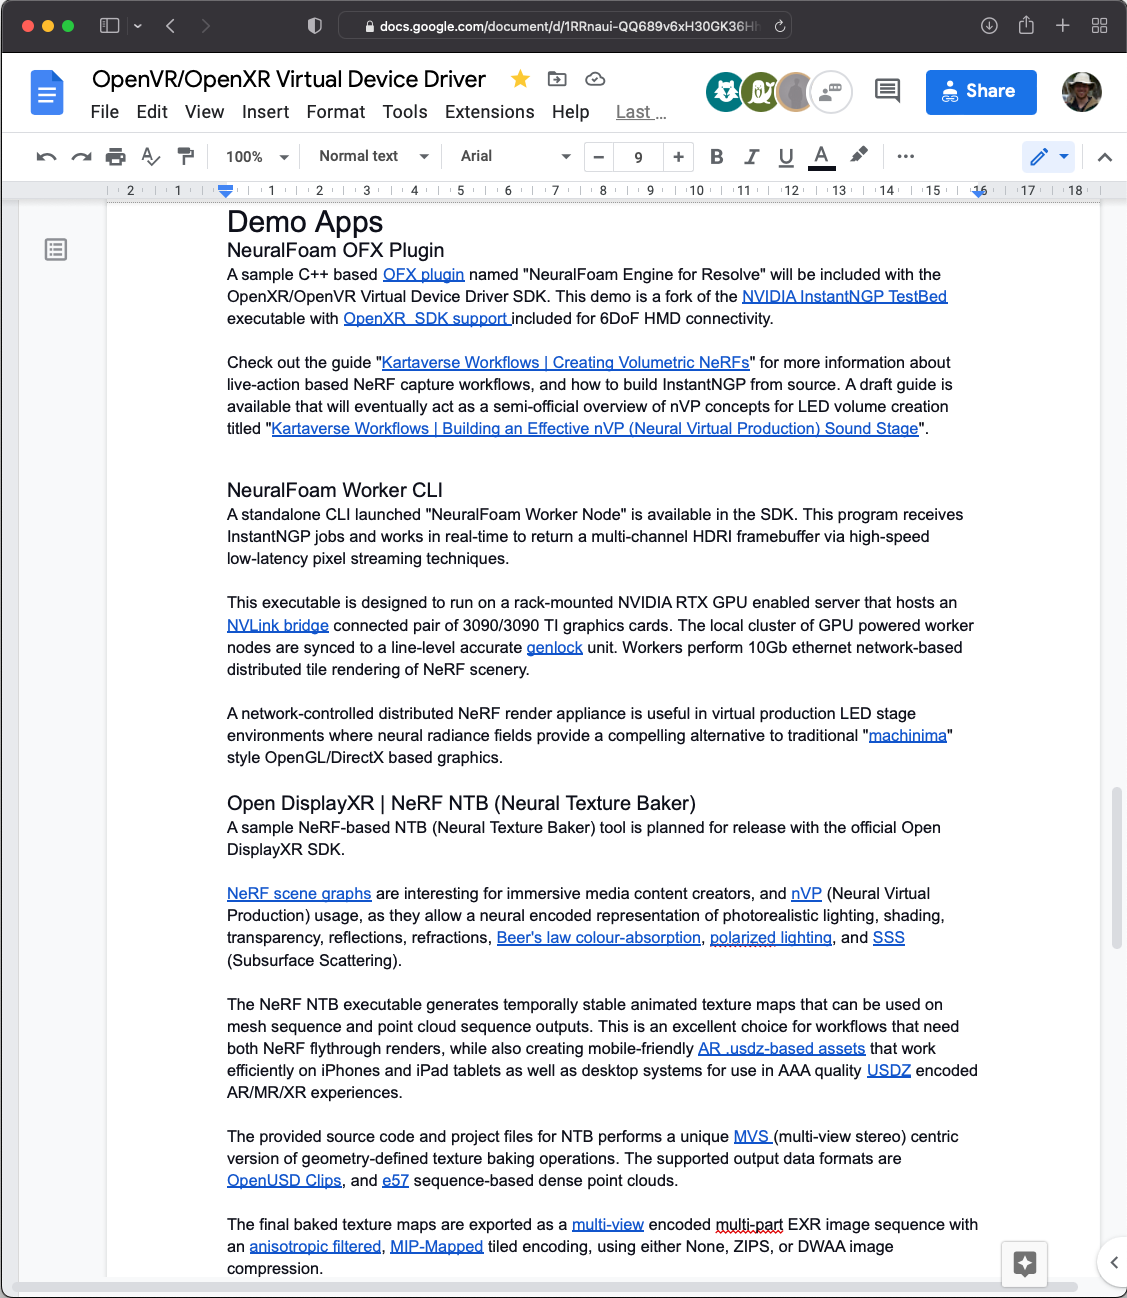 docs.google.com/document/d/1RRnaui-QQ689v6xH30GK36H
OpenVR/OpenXR Virtual Device Driver
File Edit View Insert Format Tools Extensions Help Last ...
Share
100% Normal text Arial − 9 + B I U A
2 1 1 2 3 4 5 6 7 8 9 10 11 12 13 14 15 16 17 18
Demo Apps
NeuralFoam OFX Plugin
A sample C++ based OFX plugin named "NeuralFoam Engine for Resolve" will be included with the
OpenXR/OpenVR Virtual Device Driver SDK. This demo is a fork of the NVIDIA InstantNGP TestBed
executable with OpenXR_SDK support included for 6DoF HMD connectivity.
Check out the guide "Kartaverse Workflows | Creating Volumetric NeRFs" for more information about
live-action based NeRF capture workflows, and how to build InstantNGP from source. A draft guide is
available that will eventually act as a semi-official overview of nVP concepts for LED volume creation
titled "Kartaverse Workflows | Building an Effective nVP (Neural Virtual Production) Sound Stage".
NeuralFoam Worker CLI
A standalone CLI launched "NeuralFoam Worker Node" is available in the SDK. This program receives
InstantNGP jobs and works in real-time to return a multi-channel HDRI framebuffer via high-speed
low-latency pixel streaming techniques.
This executable is designed to run on a rack-mounted NVIDIA RTX GPU enabled server that hosts an
NVLink bridge connected pair of 3090/3090 TI graphics cards. The local cluster of GPU powered worker
nodes are synced to a line-level accurate genlock unit. Workers perform 10Gb ethernet network-based
distributed tile rendering of NeRF scenery.
A network-controlled distributed NeRF render appliance is useful in virtual production LED stage
environments where neural radiance fields provide a compelling alternative to traditional "machinima"
style OpenGL/DirectX based graphics.
Open DisplayXR | NeRF NTB (Neural Texture Baker)
A sample NeRF-based NTB (Neural Texture Baker) tool is planned for release with the official Open
DisplayXR SDK.
NeRF scene graphs are interesting for immersive media content creators, and nVP (Neural Virtual
Production) usage, as they allow a neural encoded representation of photorealistic lighting, shading,
transparency, reflections, refractions, Beer's law colour-absorption, polarized lighting, and SSS
(Subsurface Scattering).
The NeRF NTB executable generates temporally stable animated texture maps that can be used on
mesh sequence and point cloud sequence outputs. This is an excellent choice for workflows that need
both NeRF flythrough renders, while also creating mobile-friendly AR .usdz-based assets that work
efficiently on iPhones and iPad tablets as well as desktop systems for use in AAA quality USDZ encoded
AR/MR/XR experiences.
The provided source code and project files for NTB performs a unique MVS (multi-view stereo) centric
version of geometry-defined texture baking operations. The supported output data formats are
OpenUSD Clips, and e57 sequence-based dense point clouds.
The final baked texture maps are exported as a multi-view encoded multi-part EXR image sequence with
an anisotropic filtered, MIP-Mapped tiled encoding, using either None, ZIPS, or DWAA image
compression.